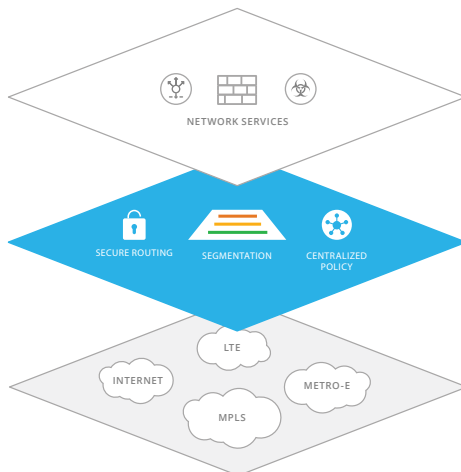 NETWORK SERVICES
SECURE ROUTING
SEGMENTATION
CENTRALIZED
POLICY
LTE
INTERNET
METRO-E
MPLS